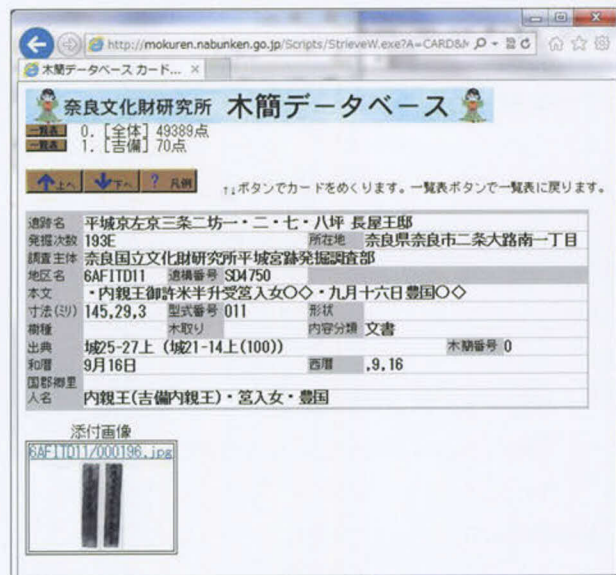 http://mokuren.nabunken.go.jp/Scripts/StrieveW.exe?A=CARD&M
木簡データベース カード...
奈良文化財研究所 木簡データベース
一覧表 0. [全体] 49389点
一覧表 1. [吉備] 70点
上へ 下へ ? 凡例 ↑↓ボタンでカードをめくります。一覧表ボタンで一覧表に戻ります。
遺跡名 平城京左京三条二坊一・二・七・八坪 長屋王邸
発掘次数 193E 所在地 奈良県奈良市二条大路南一丁目
調査主体 奈良国立文化財研究所平城宮跡発掘調査部
地区名 6AFITD11 遺構番号 SD4750
本文 ・内親王御許米半升受筥入女〇◇・九月十六日豊国〇◇
寸法(ミリ) 145,29,3 型式番号 011 形状
樹種 木取り 内容分類 文書
出典 城25-27上 (城21-14上(100)) 木簡番号 0
和暦 9月16日 西暦 ,9.16
国郡郷里
人名 内親王(吉備内親王)・筥入女・豊国
添付画像
6AFITD11/000196.jpg